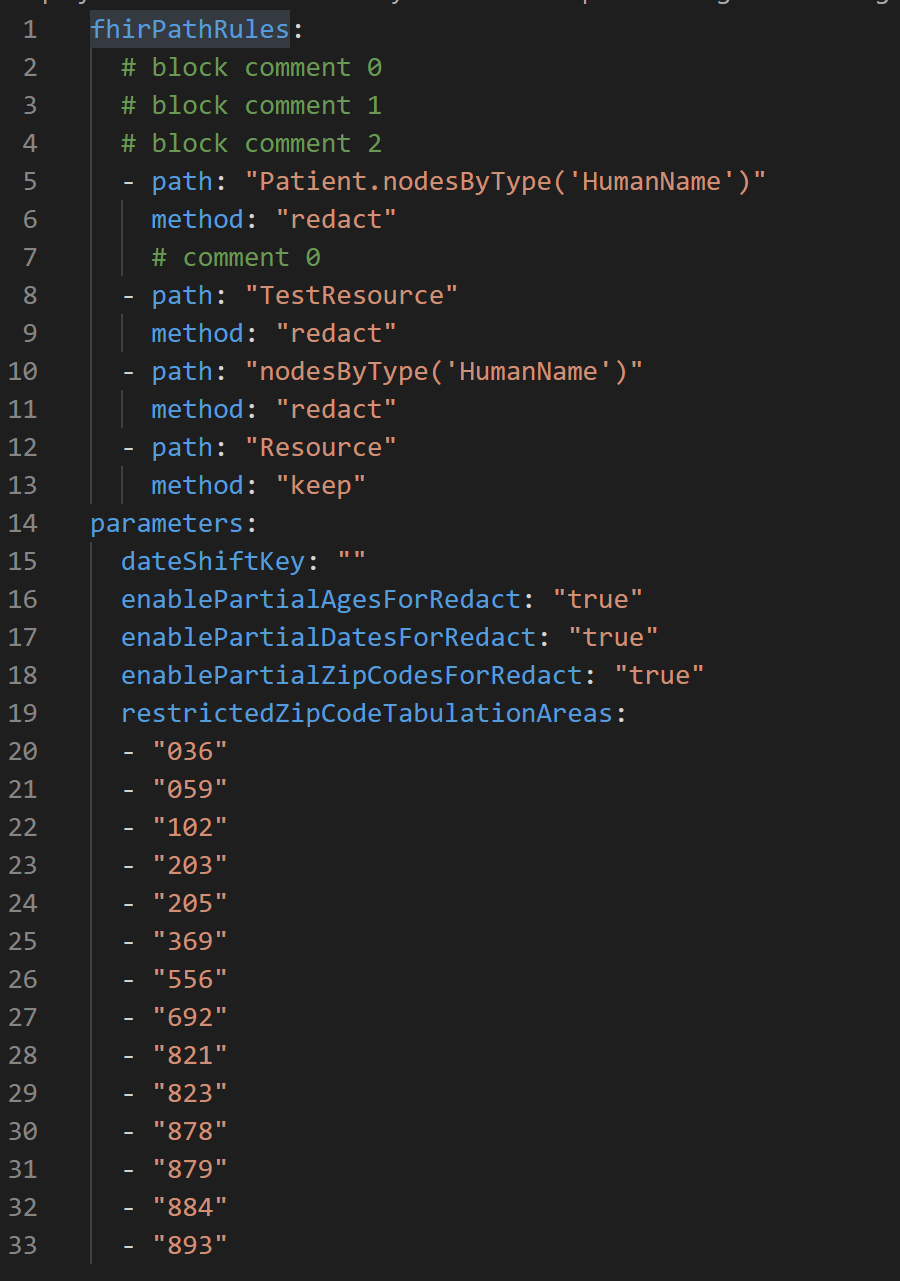 1 fhirPathRules:
2 # block comment 0
3 # block comment 1
4 # block comment 2
5 - path: "Patient.nodesByType('HumanName')"
6 method: "redact"
7 # comment 0
8 - path: "TestResource"
9 method: "redact"
10 - path: "nodesByType('HumanName')"
11 method: "redact"
12 - path: "Resource"
13 method: "keep"
14 parameters:
15 dateShiftKey: ""
16 enablePartialAgesForRedact: "true"
17 enablePartialDatesForRedact: "true"
18 enablePartialZipCodesForRedact: "true"
19 restrictedZipCodeTabulationAreas:
20 - "036"
21 - "059"
22 - "102"
23 - "203"
24 - "205"
25 - "369"
26 - "556"
27 - "692"
28 - "821"
29 - "823"
30 - "878"
31 - "879"
32 - "884"
33 - "893"